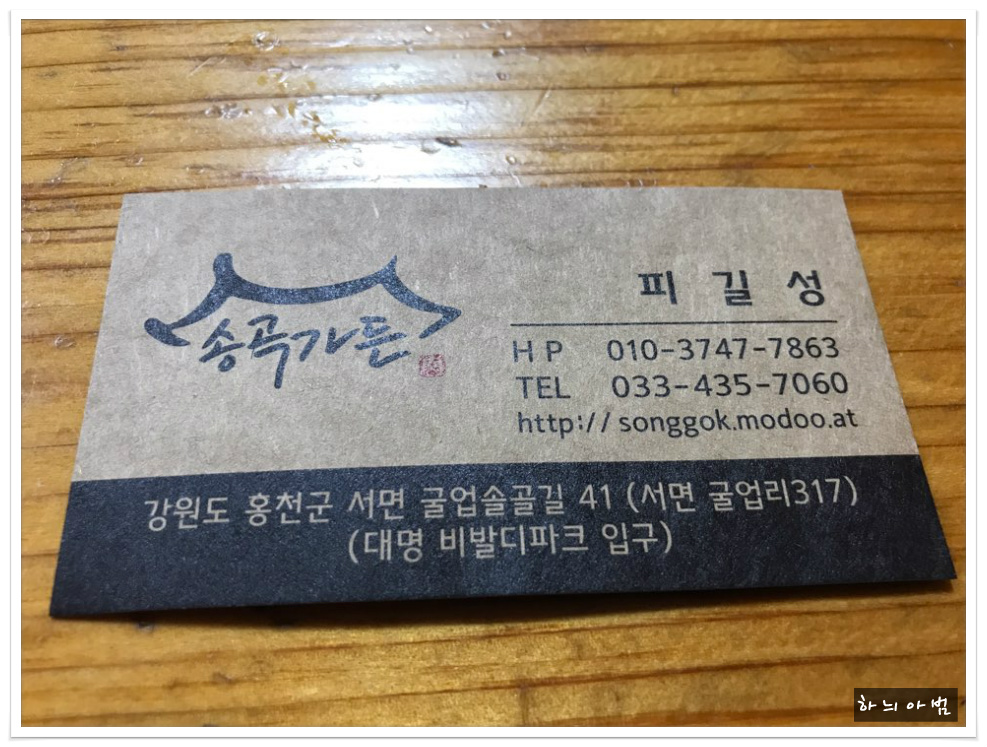 송곡가든
피 길 성
H P 010-3747-7863
TEL 033-435-7060
http://songgok.modoo.at
강원도 홍천군 서면 굴업솔골길 41 (서면 굴업리317)
(대명 비발디파크 입구)
하늬아범